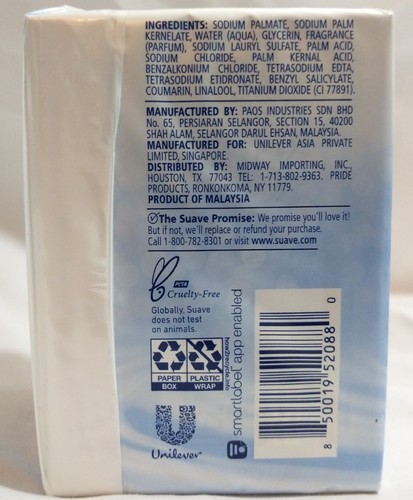 INGREDIENTS: SODIUM PALMATE, SODIUM PALM
KERNELATE, WATER (AQUA), GLYCERIN, FRAGRANCE
(PARFUM), SODIUM LAURYL SULFATE, PALM ACID,
SODIUM CHLORIDE, PALM KERNAL ACID,
BENZALKONIUM CHLORIDE, TETRASODIUM EDTA,
TETRASODIUM ETIDRONATE, BENZYL SALICYLATE,
COUMARIN, LINALOOL, TITANIUM DIOXIDE (CI 77891).
MANUFACTURED BY: PAOS INDUSTRIES SDN BHD
No. 65, PERSIARAN SELANGOR, SECTION 15, 40200
SHAH ALAM, SELANGOR DARUL EHSAN, MALAYSIA.
MANUFACTURED FOR: UNILEVER ASIA PRIVATE
LIMITED, SINGAPORE.
DISTRIBUTED BY: MIDWAY IMPORTING, INC.,
HOUSTON, TX 77043 TEL: 1-713-802-9363. PRIDE
PRODUCTS, RONKONKOMA, NY 11779.
PRODUCT OF MALAYSIA
The Suave Promise: We promise you'll love it!
But if not, we'll replace or refund your purchase.
Call 1-800-782-8301 or visit www.suave.com
PETA
Cruelty-Free
Globally, Suave
does not test
on animals.
PAPER
BOX
PLASTIC
WRAP
how2recycle.info
Unilever
smartlabel app enabled
8 50019 52088 0